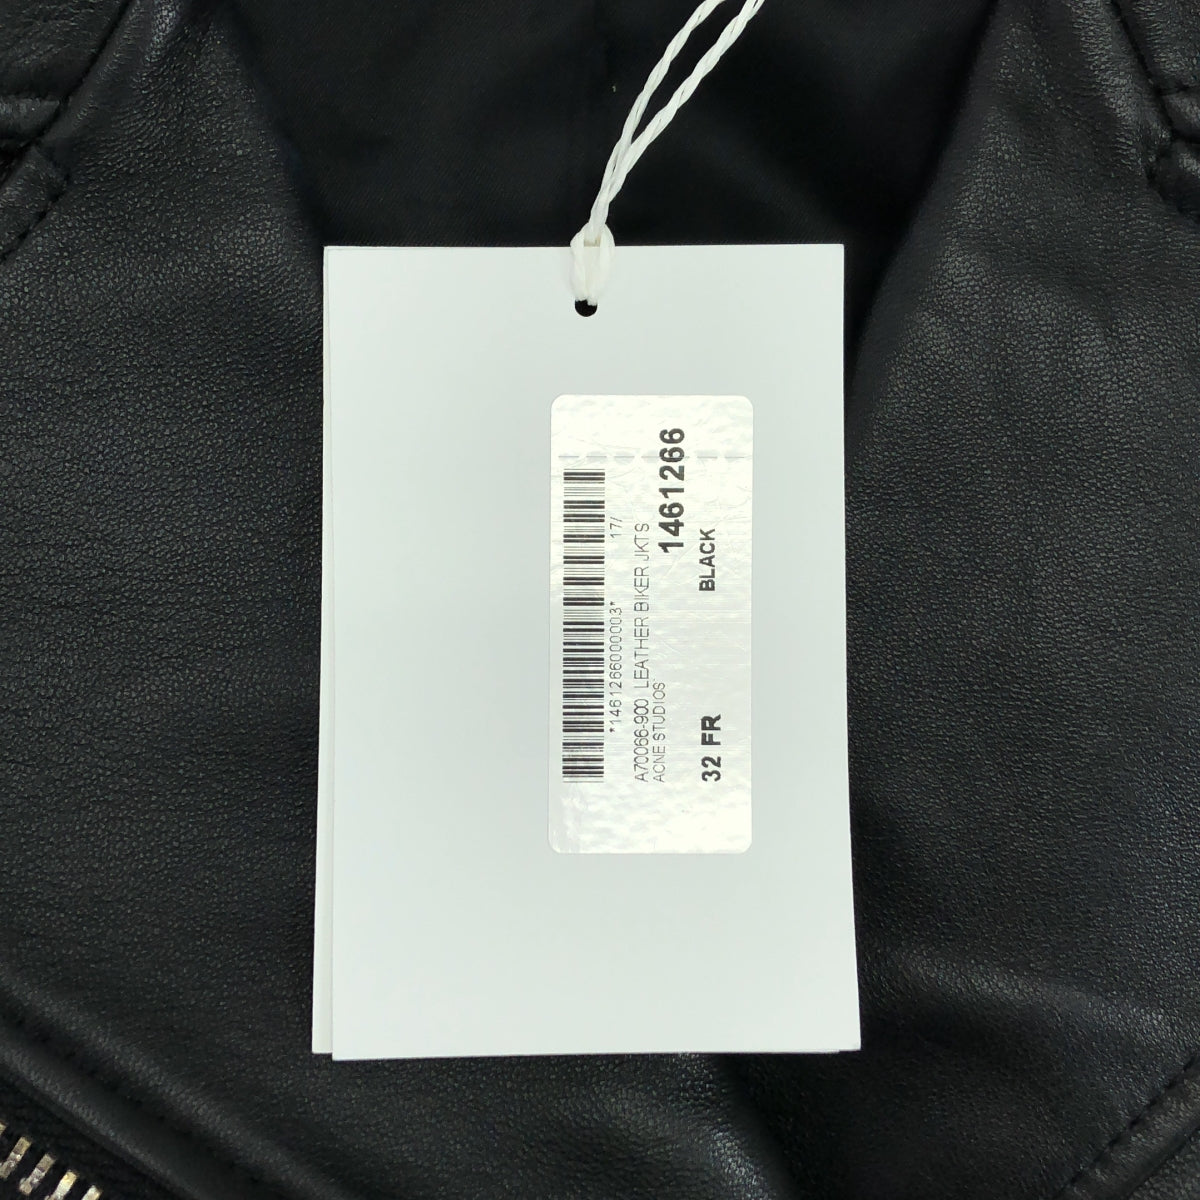 *1461266000003* 17/
A70066-900 LEATHER BIKER JKTS
ACNE STUDIOS
1461266
32 FR BLACK